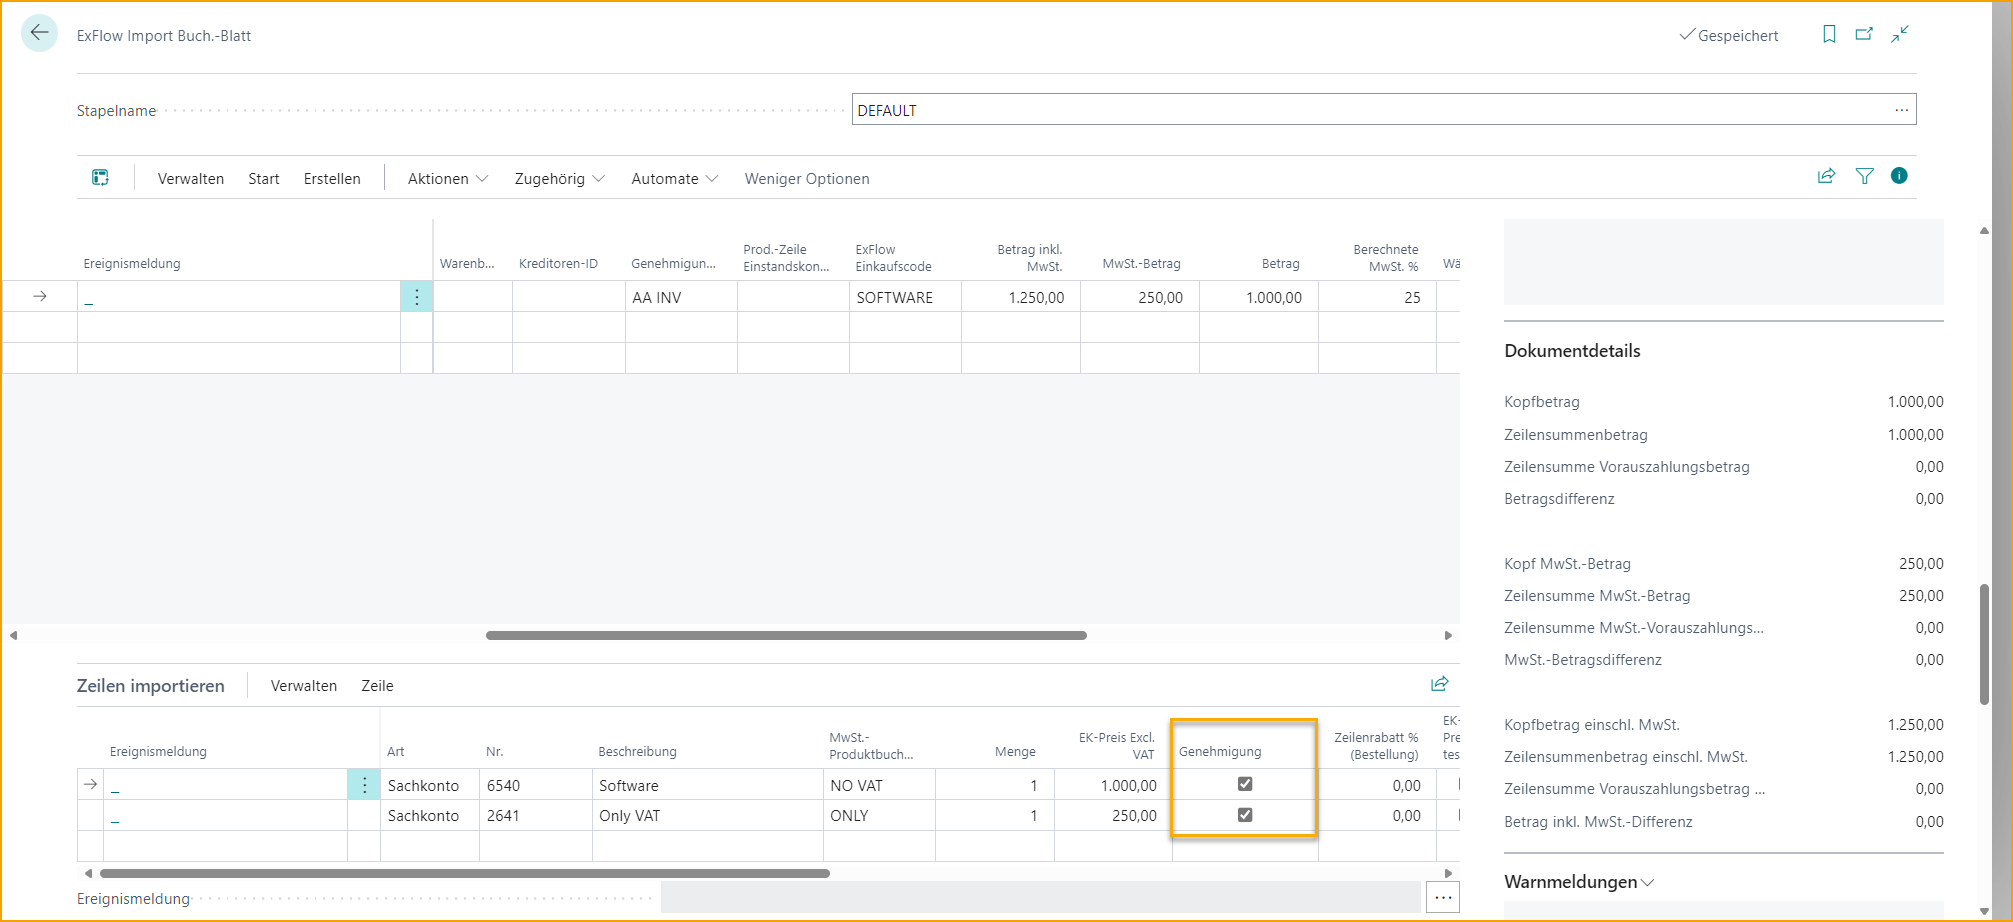 ExFlow Import Buch.-Blatt
Gespeichert
Stapelname
DEFAULT
Verwalten Start Erstellen Aktionen Zugehörig Automate Weniger Optionen
Ereignismeldung Warenb... Kreditoren-ID Genehmigun... Prod.-Zeile Einstandskon... ExFlow Einkaufscode Betrag inkl. MwSt. MwSt.-Betrag Betrag Berechnete MwSt. % Wä
_ AA INV SOFTWARE 1.250,00 250,00 1.000,00 25
Zeilen importieren Verwalten Zeile
Ereignismeldung Art Nr. Beschreibung MwSt.-Produktbuch... Menge EK-Preis Excl. VAT Genehmigung Zeilenrabatt % (Bestellung) EK- Pre tes
_ Sachkonto 6540 Software NO VAT 1 1.000,00 0,00
_ Sachkonto 2641 Only VAT ONLY 1 250,00 0,00
Ereignismeldung
Dokumentdetails
Kopfbetrag 1.000,00
Zeilensummenbetrag 1.000,00
Zeilensumme Vorauszahlungsbetrag 0,00
Betragsdifferenz 0,00
Kopf MwSt.-Betrag 250,00
Zeilensumme MwSt.-Betrag 250,00
Zeilensumme MwSt.-Vorauszahlungs... 0,00
MwSt.-Betragsdifferenz 0,00
Kopfbetrag einschl. MwSt. 1.250,00
Zeilensummenbetrag einschl. MwSt. 1.250,00
Zeilensumme Vorauszahlungsbetrag ... 0,00
Betrag inkl. MwSt.-Differenz 0,00
Warnmeldungen